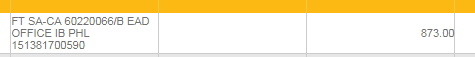 FT SA-CA 60220066/B EAD
OFFICE IB PHL
151381700590
873.00